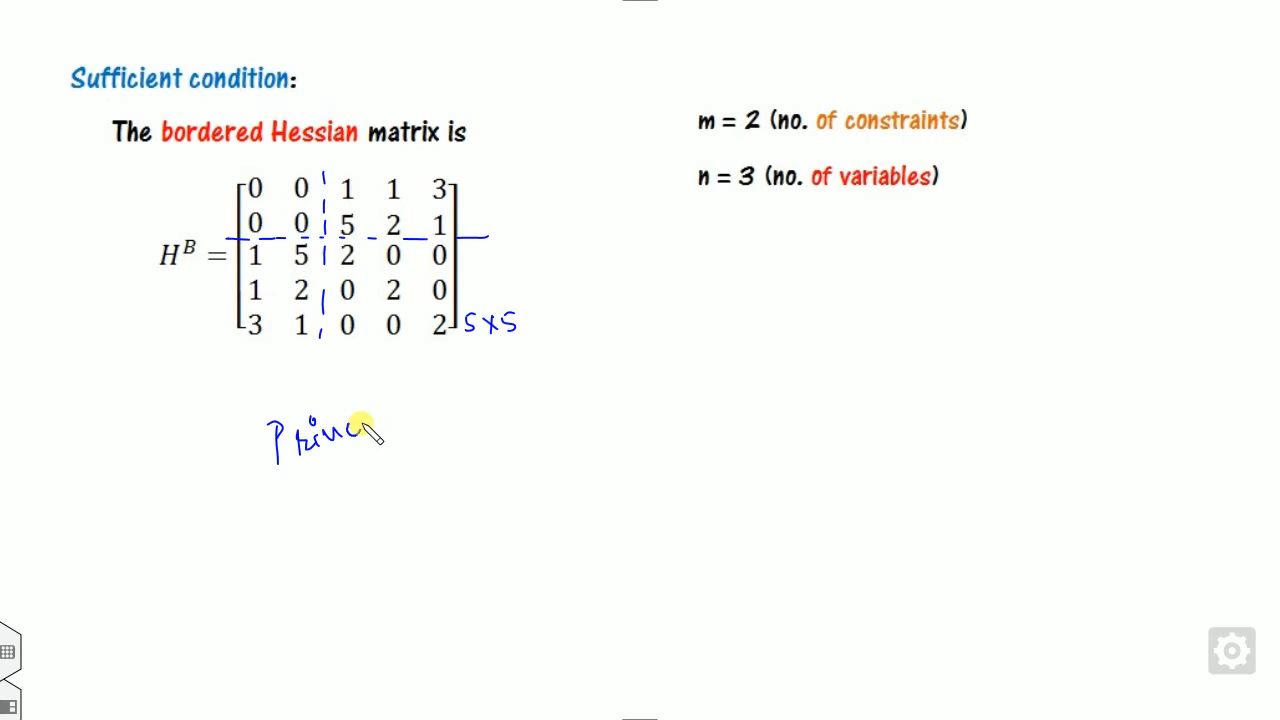 Sufficient condition:
The bordered Hessian matrix is
m = 2 (no. of constraints)
n = 3 (no. of variables)
0 0 1 1 3
0 0 5 2 1
H^B = 1 5 2 0 0
1 2 0 2 0
3 1 0 0 2 5×5
Princ